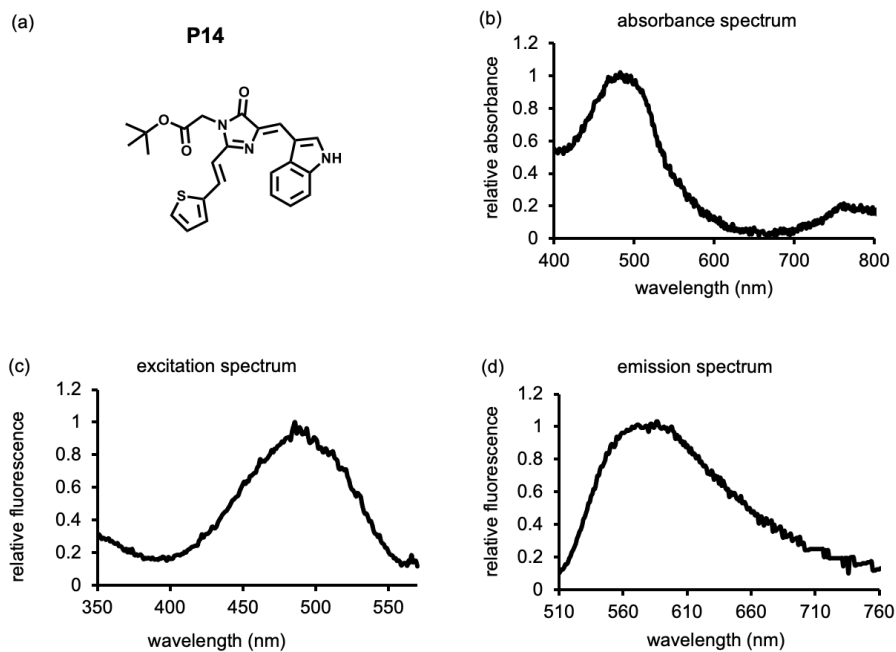 (a)
P14
O
O
O
N
N
NH
S
(b)
absorbance spectrum
relative absorbance
1.2
1
0.8
0.6
0.4
0.2
0
400 500 600 700 800
wavelength (nm)
(c)
excitation spectrum
relative fluorescence
1.2
1
0.8
0.6
0.4
0.2
0
350 400 450 500 550
wavelength (nm)
(d)
emission spectrum
relative fluorescence
1.2
1
0.8
0.6
0.4
0.2
0
510 560 610 660 710 760
wavelength (nm)